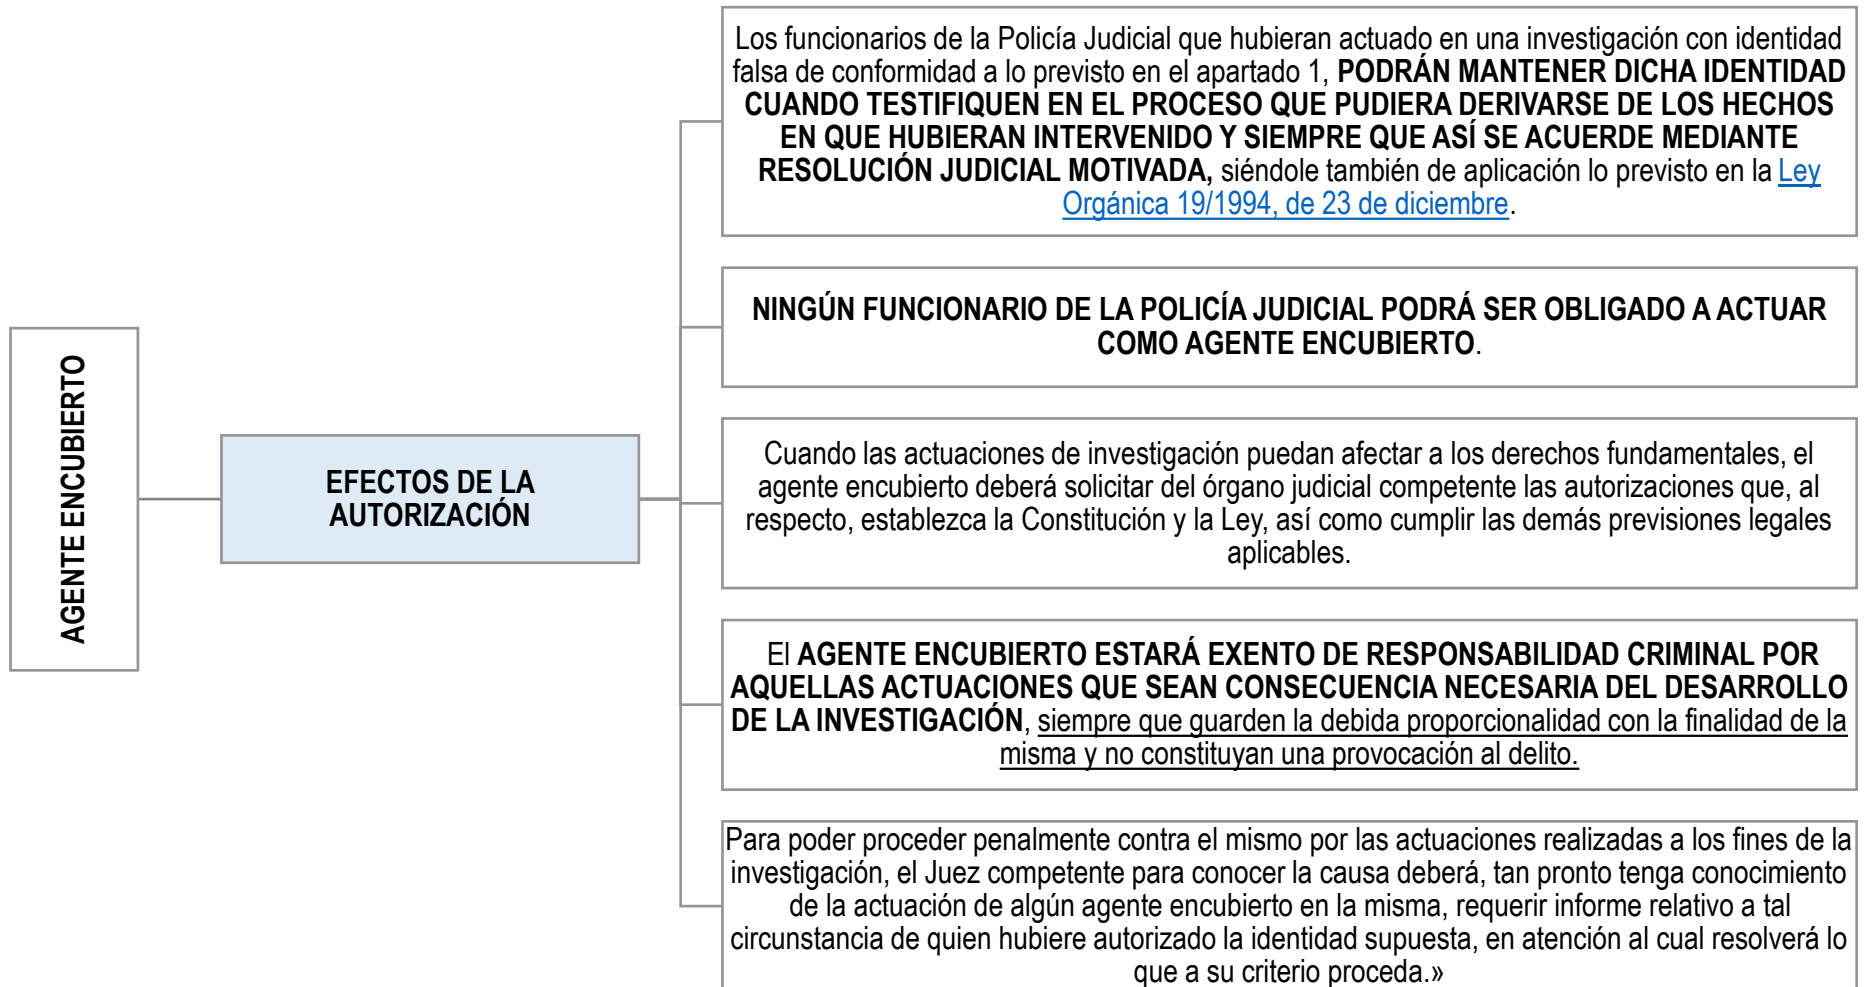 AGENTE ENCUBIERTO
EFECTOS DE LA
AUTORIZACIÓN
Los funcionarios de la Policía Judicial que hubieran actuado en una investigación con identidad
falsa de conformidad a lo previsto en el apartado 1, PODRÁN MANTENER DICHA IDENTIDAD
CUANDO TESTIFIQUEN EN EL PROCESO QUE PUDIERA DERIVARSE DE LOS HECHOS
EN QUE HUBIERAN INTERVENIDO Y SIEMPRE QUE ASÍ SE ACUERDE MEDIANTE
RESOLUCIÓN JUDICIAL MOTIVADA, siéndole también de aplicación lo previsto en la Ley
Orgánica 19/1994, de 23 de diciembre.
NINGÚN FUNCIONARIO DE LA POLICÍA JUDICIAL PODRÁ SER OBLIGADO A ACTUAR
COMO AGENTE ENCUBIERTO.
Cuando las actuaciones de investigación puedan afectar a los derechos fundamentales, el
agente encubierto deberá solicitar del órgano judicial competente las autorizaciones que, al
respecto, establezca la Constitución y la Ley, así como cumplir las demás previsiones legales
aplicables.
El AGENTE ENCUBIERTO ESTARÁ EXENTO DE RESPONSABILIDAD CRIMINAL POR
AQUELLAS ACTUACIONES QUE SEAN CONSECUENCIA NECESARIA DEL DESARROLLO
DE LA INVESTIGACIÓN, siempre que guarden la debida proporcionalidad con la finalidad de la
misma y no constituyan una provocación al delito.
Para poder proceder penalmente contra el mismo por las actuaciones realizadas a los fines de la
investigación, el Juez competente para conocer la causa deberá, tan pronto tenga conocimiento
de la actuación de algún agente encubierto en la misma, requerir informe relativo a tal
circunstancia de quien hubiere autorizado la identidad supuesta, en atención al cual resolverá lo
que a su criterio proceda.»